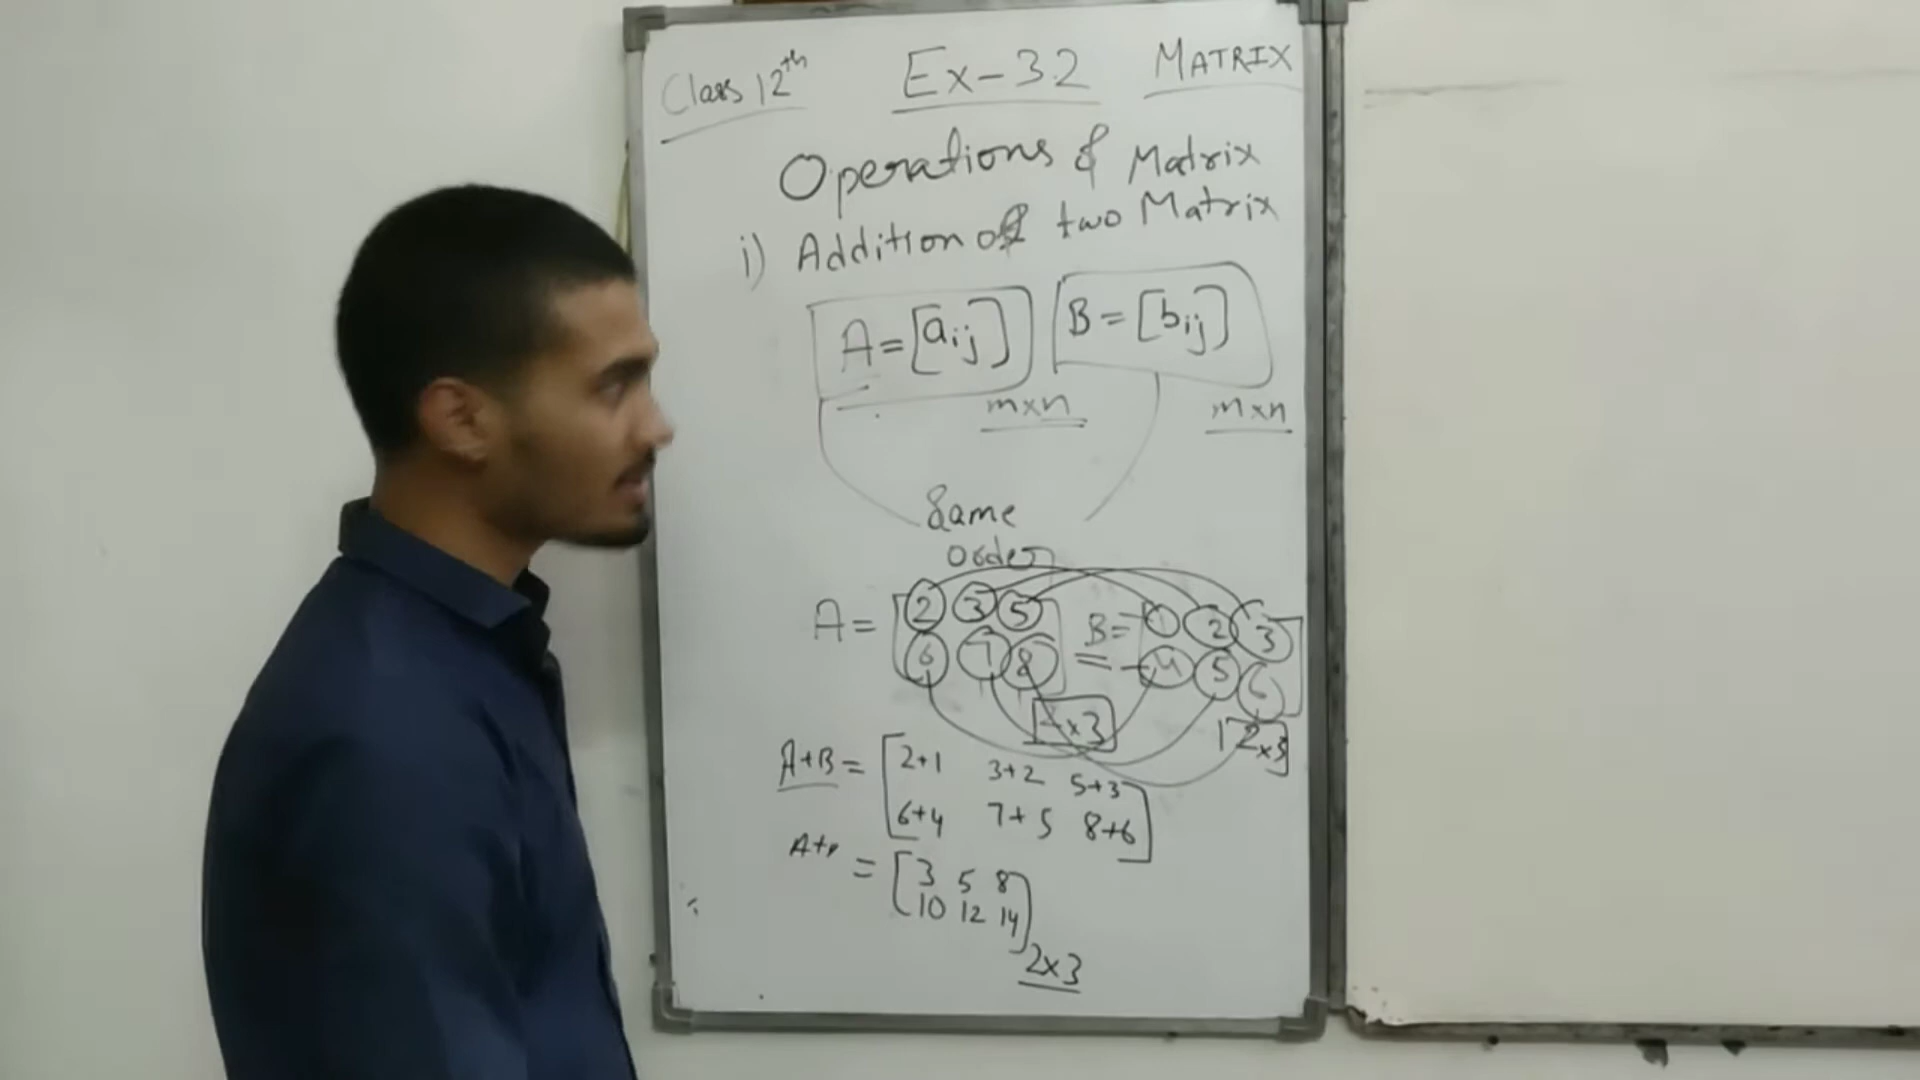 Class 12th Ex-3.2 MATRIX
Operations of Matrix
i) Addition of two Matrix
A = [aij] B = [bij]
m×n m×n
Same
order
A = [2 3 5 B = [1 2 3]
6 7 8] 4 5 6]
2×3 2×3
A+B = [2+1 3+2 5+3
6+4 7+5 8+6]
= [3 5 8
10 12 14]
2×3